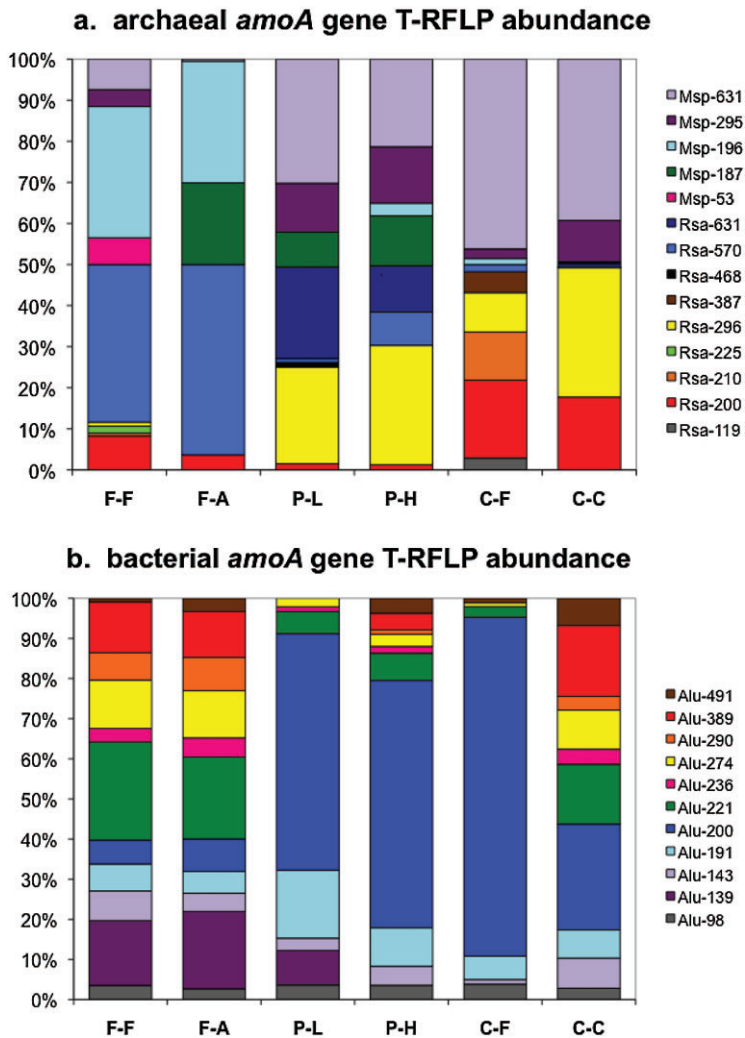 a. archaeal amoA gene T-RFLP abundance
100%
90%
80%
70%
60%
50%
40%
30%
20%
10%
0%
F-F F-A P-L P-H C-F C-C
Msp-631
Msp-295
Msp-196
Msp-187
Msp-53
Rsa-631
Rsa-570
Rsa-468
Rsa-387
Rsa-296
Rsa-225
Rsa-210
Rsa-200
Rsa-119
b. bacterial amoA gene T-RFLP abundance
100%
90%
80%
70%
60%
50%
40%
30%
20%
10%
0%
F-F F-A P-L P-H C-F C-C
Alu-491
Alu-389
Alu-290
Alu-274
Alu-236
Alu-221
Alu-200
Alu-191
Alu-143
Alu-139
Alu-98